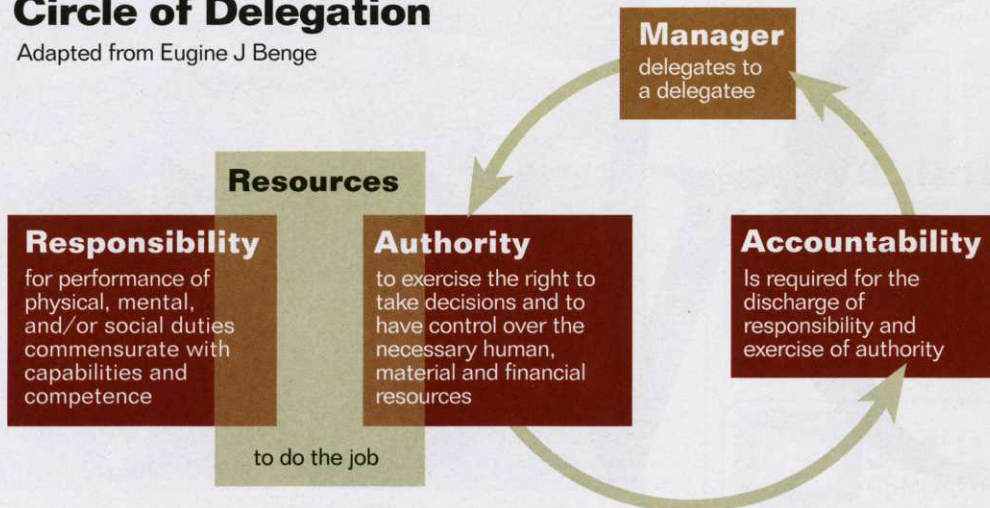 Circle of Delegation
Adapted from Eugine J Benge
Manager
delegates to
a delegatee
Resources
Responsibility
for performance of
physical, mental,
and/or social duties
commensurate with
capabilities and
competence
Authority
to exercise the right to
take decisions and to
have control over the
necessary human,
material and financial
resources
Accountability
Is required for the
discharge of
responsibility and
exercise of authority
to do the job